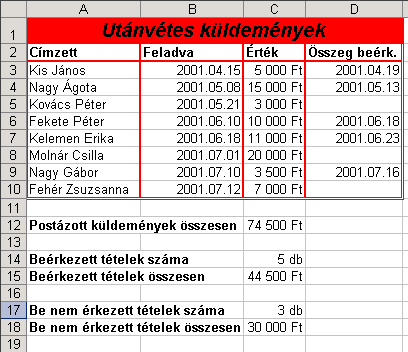 A B C D
1 Utánvétes küldemények
2 Címzett Feladva Érték Összeg beérk.
3 Kis János 2001.04.15 5 000 Ft 2001.04.19
4 Nagy Ágota 2001.05.08 15 000 Ft 2001.05.13
5 Kovács Péter 2001.05.21 3 000 Ft
6 Fekete Péter 2001.06.10 10 000 Ft 2001.06.18
7 Kelemen Erika 2001.06.18 11 000 Ft 2001.06.23
8 Molnár Csilla 2001.07.01 20 000 Ft
9 Nagy Gábor 2001.07.10 3 500 Ft 2001.07.16
10 Fehér Zsuzsanna 2001.07.12 7 000 Ft
11
12 Postázott küldemények összesen 74 500 Ft
13
14 Beérkezett tételek száma 5 db
15 Beérkezett tételek összesen 44 500 Ft
16
17 Be nem érkezett tételek száma 3 db
18 Be nem érkezett tételek összesen 30 000 Ft